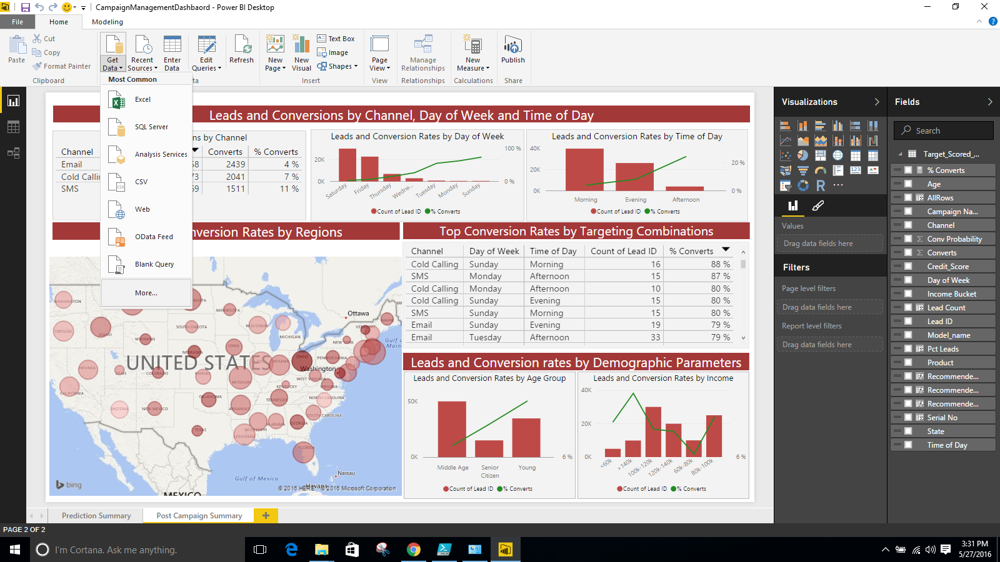 CampaignManagementDashbaord - Power BI Desktop
File
Home
Modeling
Paste
Cut
Copy
Format Painter
Clipboard
Get Data
Recent Sources
Enter Data
Edit Queries
Refresh
New Page
New Visual
Text Box
Image
Shapes
Insert
Page View
View
Manage Relationships
Relationships
New Measure
Calculations
Publish
Share
Most Common
Excel
SQL Server
Analysis Services
CSV
Web
OData Feed
Blank Query
More...
Leads and Conversions by Channel, Day of Week and Time of Day
ns by Channel
Channel Converts % Converts
Email 58 2439 4 %
Cold Callir 73 2041 7 %
SMS 59 1511 11 %
Leads and Conversion Rates by Day of Week
20K
0K
100 %
0 %
Saturday
Friday
Thursday
Wedne...
Tuesday
Monday
Sunday
Count of Lead ID % Converts
Leads and Conversion Rates by Time of Day
40K
20K
0K
20 %
0 %
Morning
Evening
Afternoon
Count of Lead ID % Converts
nversion Rates by Regions
WASHINGTON
OREGON
CALIFORNIA
NEVADA
IDAHO
UTAH
ARIZONA
WYOMING
COLORADO
NEW MEXICO
SOUTH DAKOTA
NEBRASKA
KANSAS
OKLAHOMA
TEXAS
MINNESOTA
IOWA
MISSOURI
ARKANSAS
LOUISIANA
WISCONSIN
MICHIGAN
INDIANA
OHIO
KENTUCKY
TENNESSEE
MISSISSIPPI
ALABAMA
GEORGIA
FLORIDA
SOUTH CAROLINA
NORTH CAROLINA
VIRGINIA
WEST VIRGINIA
PENNSYLVANIA
NEW YORK
VERMONT
MAINE
UNITED STATES
Washington
Ottawa
Gulf of Maine
Gulf of Mexico
Nassau
Havana
MEXICO
bing
© 2016 HERE © 2016 Microsoft Corporation
Top Conversion Rates by Targeting Combinations
Channel Day of Week Time of Day Count of Lead ID % Converts
Cold Calling Sunday Morning 16 88 %
SMS Monday Afternoon 15 87 %
Cold Calling Monday Afternoon 10 80 %
Cold Calling Sunday Evening 15 80 %
SMS Sunday Morning 15 80 %
Email Sunday Evening 19 79 %
Email Tuesday Afternoon 33 79 %
Leads and Conversion rates by Demographic Parameters
Leads and Conversion Rates by Age Group
50K
0K
6 %
Middle Age
Senior Citizen
Young
Count of Lead ID % Converts
Leads and Conversion Rates by Income
40K
20K
0K
6 %
<60k
>140k
100k-120k
120k-140k
60k-80k
80k-100k
Count of Lead ID % Converts
Visualizations
Values
Drag data fields here
Filters
Page level filters
Drag data fields here
Report level filters
Drag data fields here
Fields
Search
Target_Scored_...
% Converts
Age
AllRows
Campaign Na...
Channel
Conv Probability
Converts
Credit_Score
Day of Week
Income Bucket
Lead Count
Lead ID
Model_name
Pct Leads
Product
Recommende...
Recommende...
Recommende...
Serial No
State
Time of Day
Prediction Summary
Post Campaign Summary
PAGE 2 OF 2
I'm Cortana. Ask me anything.
3:31 PM
5/27/2016